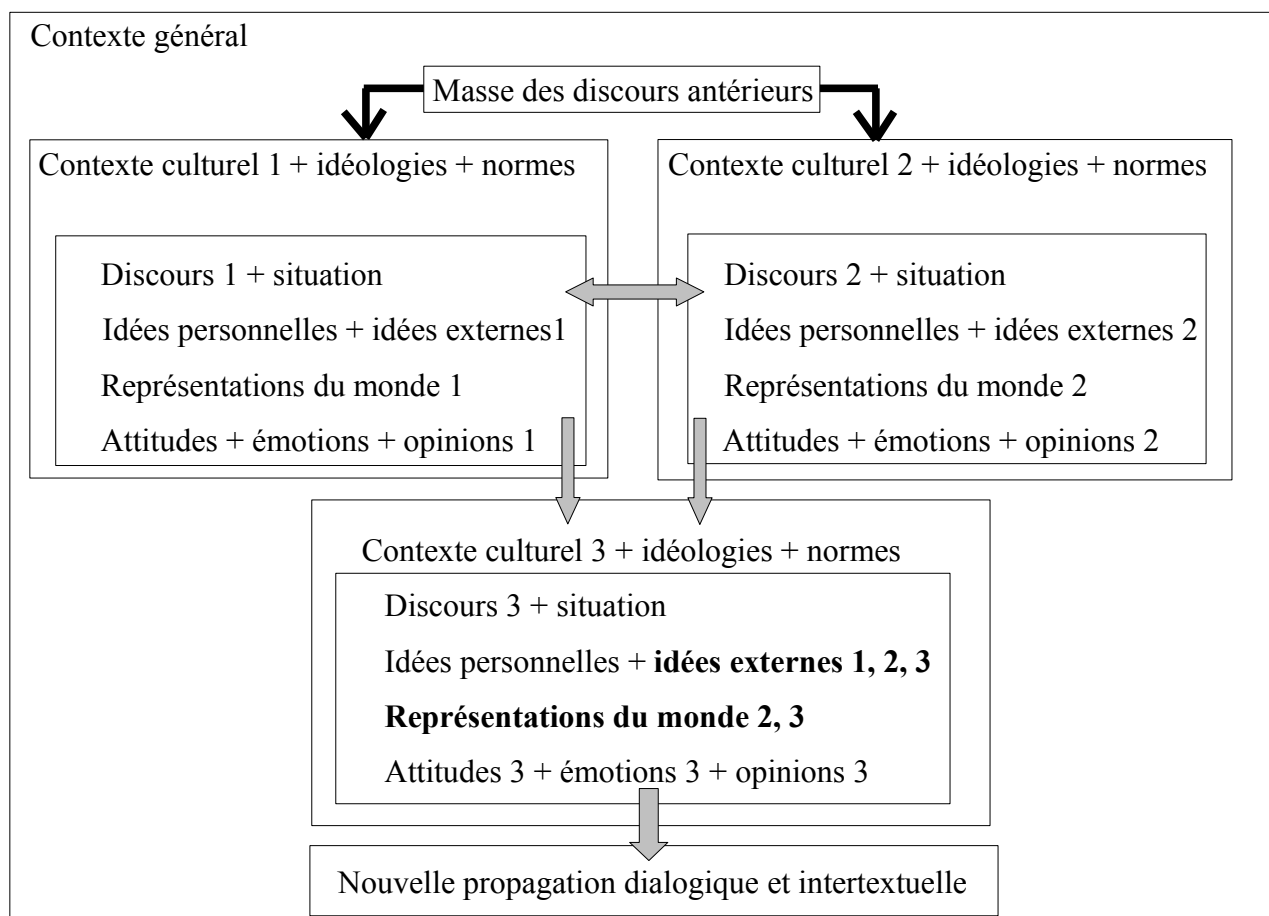 Contexte général
Masse des discours antérieurs
Contexte culturel 1 + idéologies + normes
Discours 1 + situation
Idées personnelles + idées externes1
Représentations du monde 1
Attitudes + émotions + opinions 1
Contexte culturel 2 + idéologies + normes
Discours 2 + situation
Idées personnelles + idées externes 2
Représentations du monde 2
Attitudes + émotions + opinions 2
Contexte culturel 3 + idéologies + normes
Discours 3 + situation
Idées personnelles + idées externes 1, 2, 3
Représentations du monde 2, 3
Attitudes 3 + émotions 3 + opinions 3
Nouvelle propagation dialogique et intertextuelle